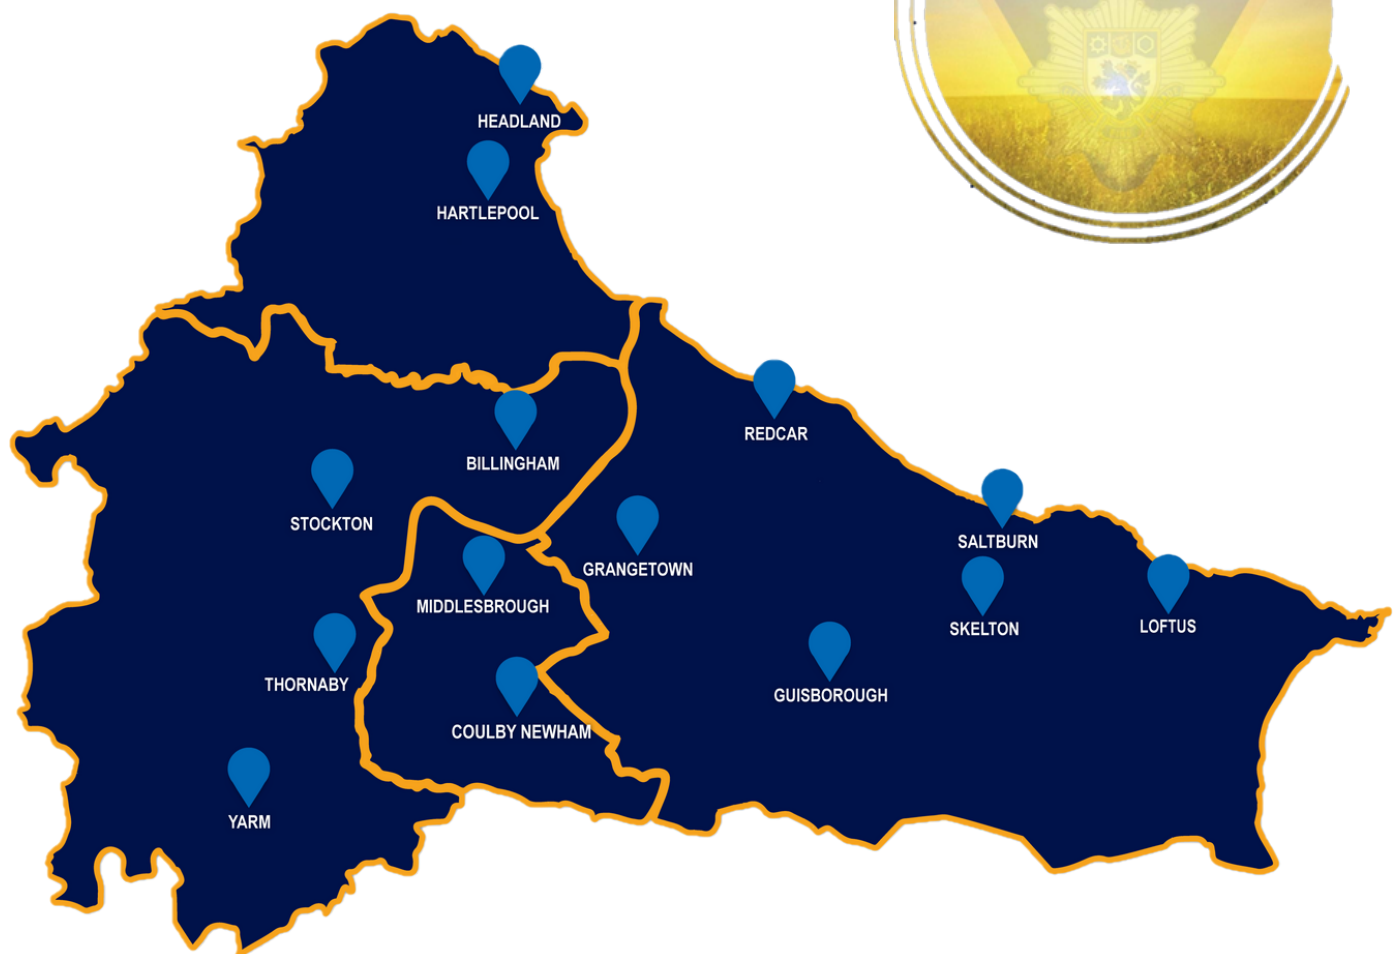 HEADLAND
HARTLEPOOL
REDCAR
BILLINGHAM
STOCKTON
SALTBURN
GRANGETOWN
MIDDLESBROUGH
SKELTON
LOFTUS
THORNABY
GUISBOROUGH
COULBY NEWHAM
YARM